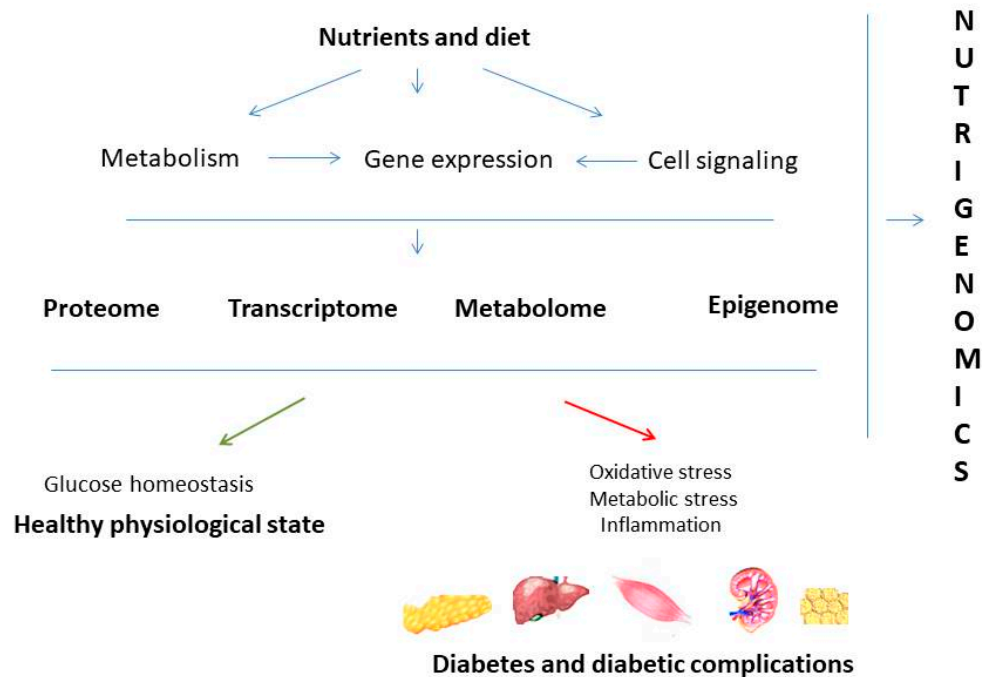 Nutrients and diet
Metabolism Gene expression Cell signaling
Proteome Transcriptome Metabolome Epigenome
Glucose homeostasis
Healthy physiological state
Oxidative stress
Metabolic stress
Inflammation
Diabetes and diabetic complications
NUTRIGENOMICS